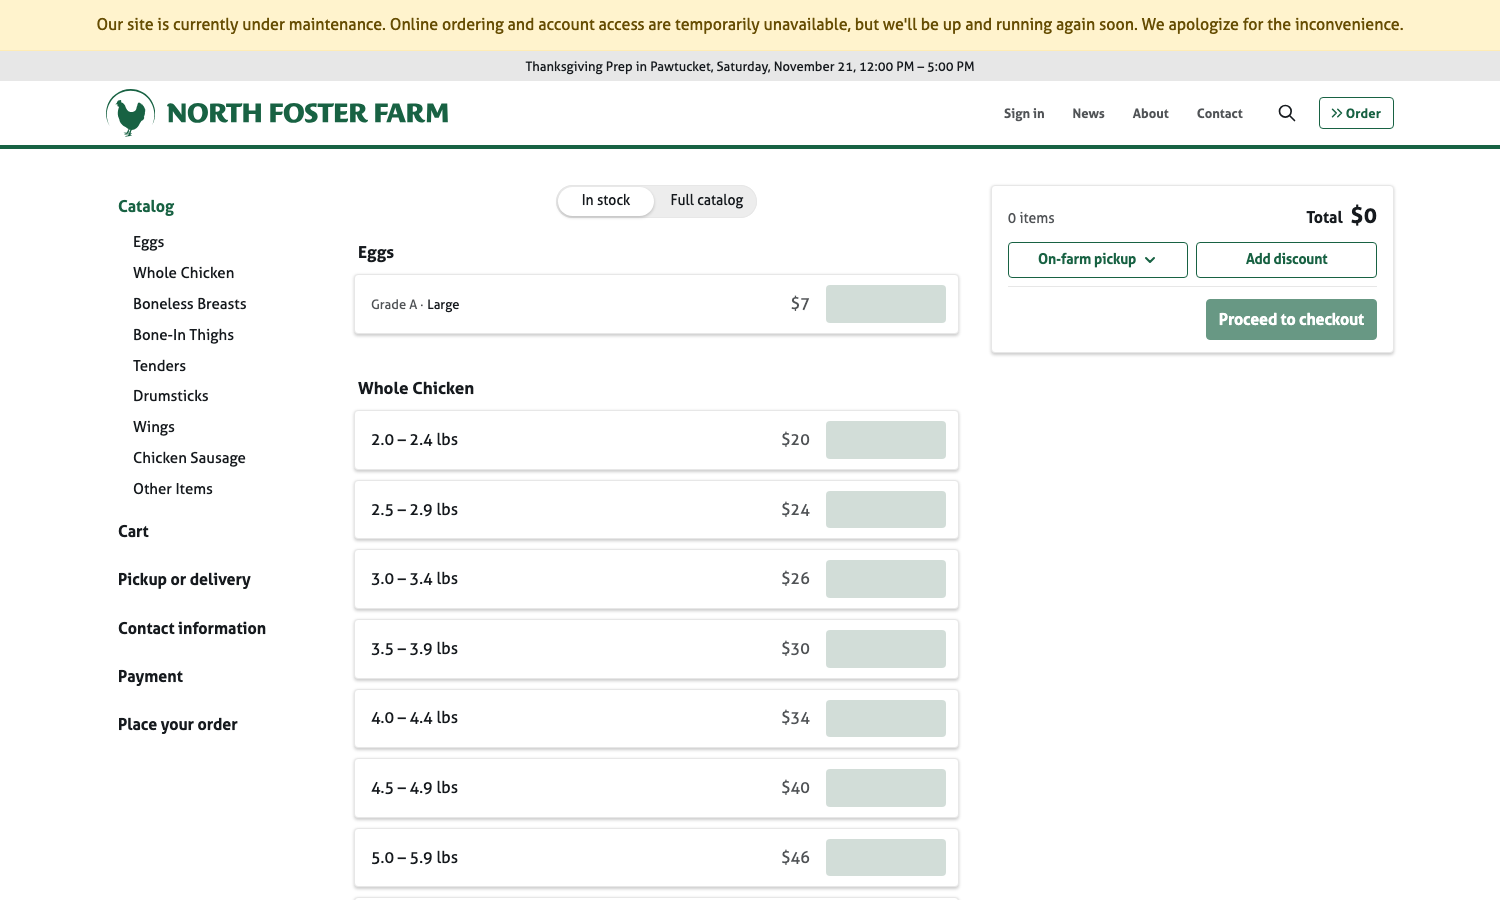 Our site is currently under maintenance. Online ordering and account access are temporarily unavailable, but we'll be up and running again soon. We apologize for the inconvenience.
Thanksgiving Prep in Pawtucket, Saturday, November 21, 12:00 PM – 5:00 PM
NORTH FOSTER FARM
Sign in
News
About
Contact
Order
Catalog
Eggs
Whole Chicken
Boneless Breasts
Bone-In Thighs
Tenders
Drumsticks
Wings
Chicken Sausage
Other Items
Cart
Pickup or delivery
Contact information
Payment
Place your order
In stock
Full catalog
Eggs
Grade A · Large $7
Whole Chicken
2.0 – 2.4 lbs $20
2.5 – 2.9 lbs $24
3.0 – 3.4 lbs $26
3.5 – 3.9 lbs $30
4.0 – 4.4 lbs $34
4.5 – 4.9 lbs $40
5.0 – 5.9 lbs $46
0 items
Total $0
On-farm pickup
Add discount
Proceed to checkout